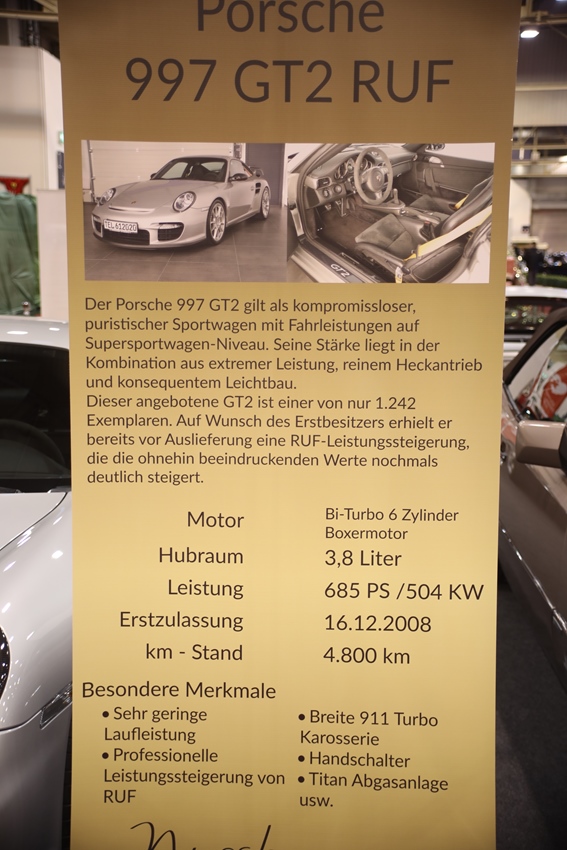 Porsche
997 GT2 RUF
TEL 612020
GT2
Der Porsche 997 GT2 gilt als kompromissloser,
puristischer Sportwagen mit Fahrleistungen auf
Supersportwagen-Niveau. Seine Stärke liegt in der
Kombination aus extremer Leistung, reinem Heckantrieb
und konsequentem Leichtbau.
Dieser angebotene GT2 ist einer von nur 1.242
Exemplaren. Auf Wunsch des Erstbesitzers erhielt er
bereits vor Auslieferung eine RUF-Leistungssteigerung,
die die ohnehin beeindruckenden Werte nochmals
deutlich steigert.
Motor Bi-Turbo 6 Zylinder
Boxermotor
Hubraum 3,8 Liter
Leistung 685 PS /504 KW
Erstzulassung 16.12.2008
km - Stand 4.800 km
Besondere Merkmale
• Sehr geringe
Laufleistung
• Professionelle
Leistungssteigerung von
RUF
• Breite 911 Turbo
Karosserie
• Handschalter
• Titan Abgasanlage
usw.